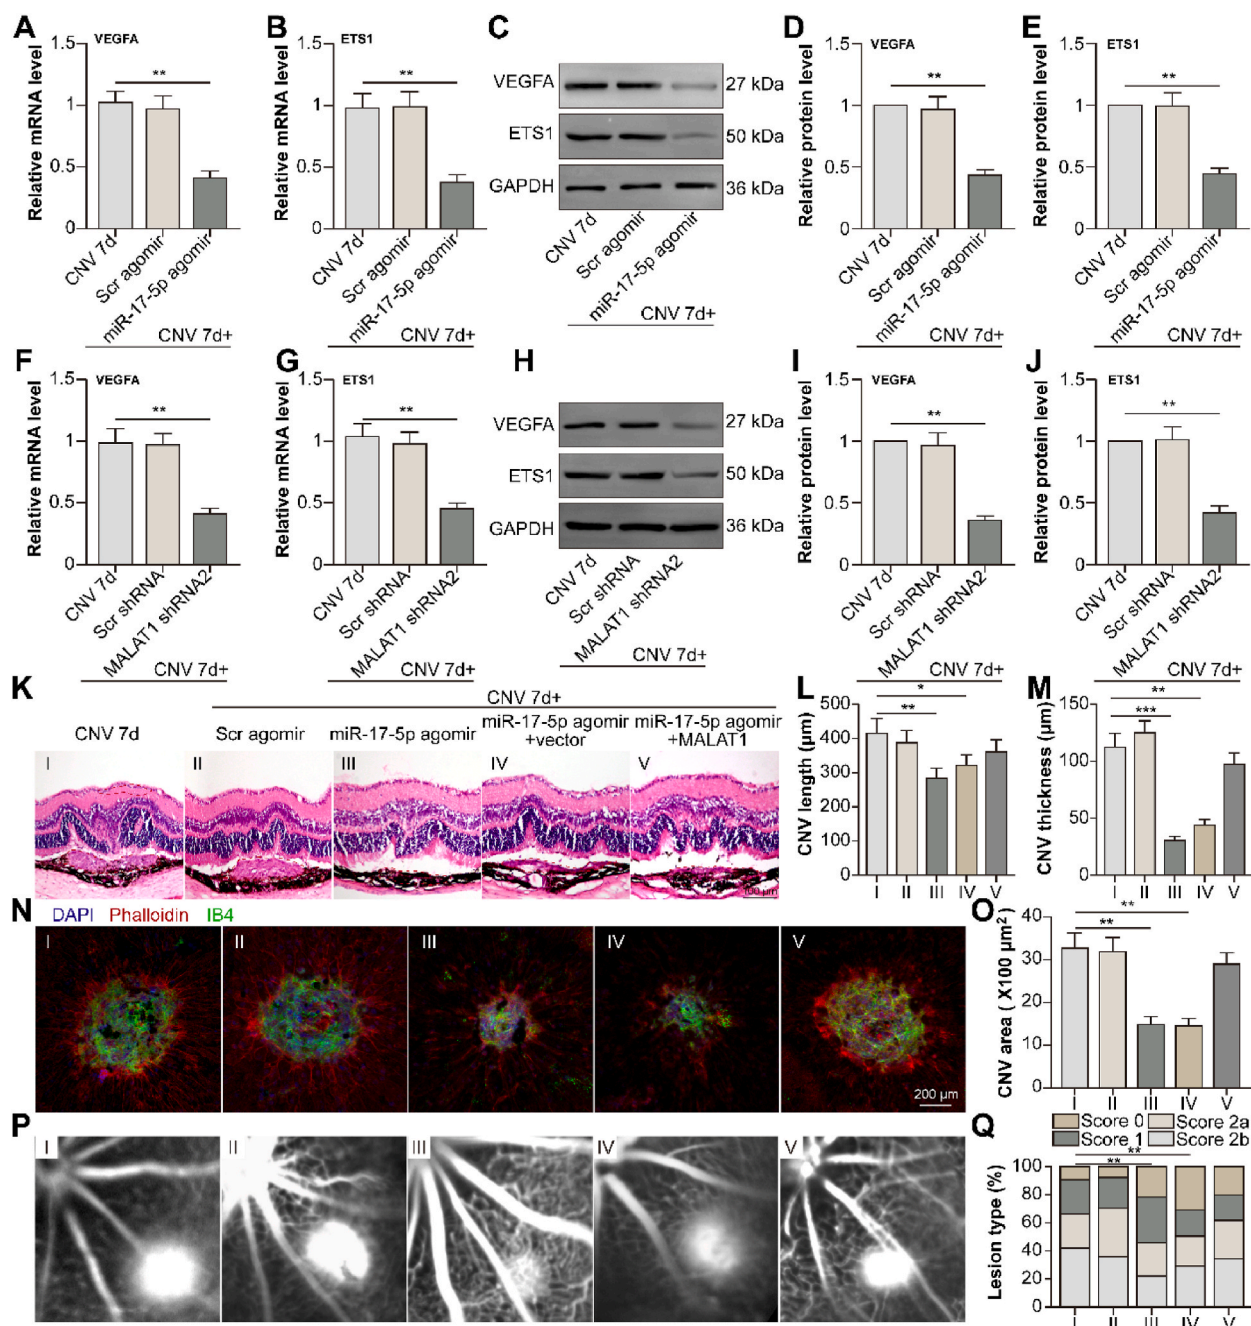 A
VEGFA
Relative mRNA level
1.5
1
0.5
0
**
CNV 7d
Scr agomir
miR-17-5p agomir
CNV 7d+
B
ETS1
Relative mRNA level
1.5
1
0.5
0
**
CNV 7d
Scr agomir
miR-17-5p agomir
CNV 7d+
C
VEGFA
27 kDa
ETS1
50 kDa
GAPDH
36 kDa
CNV 7d
Scr agomir
miR-17-5p agomir
CNV 7d+
D
VEGFA
Relative protein level
1.5
1
0.5
0
**
CNV 7d
Scr agomir
miR-17-5p agomir
CNV 7d+
E
ETS1
Relative protein level
1.5
1
0.5
0
**
CNV 7d
Scr agomir
miR-17-5p agomir
CNV 7d+
F
VEGFA
Relative mRNA level
1.5
1
0.5
0
**
CNV 7d
Scr shRNA
MALAT1 shRNA2
CNV 7d+
G
ETS1
Relative mRNA level
1.5
1
0.5
0
**
CNV 7d
Scr shRNA
MALAT1 shRNA2
CNV 7d+
H
VEGFA
27 kDa
ETS1
50 kDa
GAPDH
36 kDa
CNV 7d
Scr shRNA
MALAT1 shRNA2
CNV 7d+
I
VEGFA
Relative protein level
1.5
1
0.5
0
**
CNV 7d
Scr shRNA
MALAT1 shRNA2
CNV 7d+
J
ETS1
Relative protein level
1.5
1
0.5
0
**
CNV 7d
Scr shRNA
MALAT1 shRNA2
CNV 7d+
K
CNV 7d+
CNV 7d
Scr agomir
miR-17-5p agomir
miR-17-5p agomir
+vector
miR-17-5p agomir
+MALAT1
I
II
III
IV
V
100 μm
L
CNV length (μm)
500
400
300
200
100
0
*
**
I
II
III
IV
V
M
CNV thickness (μm)
150
100
50
0
**
***
I
II
III
IV
V
N
DAPI Phalloidin IB4
I
II
III
IV
V
200 μm
O
CNV area ( X100 μm²)
40
30
20
10
0
**
**
I
II
III
IV
V
P
I
II
III
IV
V
Q
Score 0
Score 2a
Score 1
Score 2b
Lesion type (%)
100
80
60
40
20
0
**
**
I
II
III
IV
V